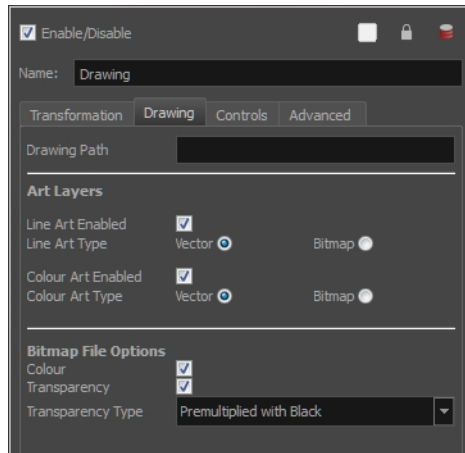 Enable/Disable
Name: Drawing
Transformation Drawing Controls Advanced
Drawing Path
Art Layers
Line Art Enabled
Line Art Type Vector Bitmap
Colour Art Enabled
Colour Art Type Vector Bitmap
Bitmap File Options
Colour
Transparency
Transparency Type Premultiplied with Black